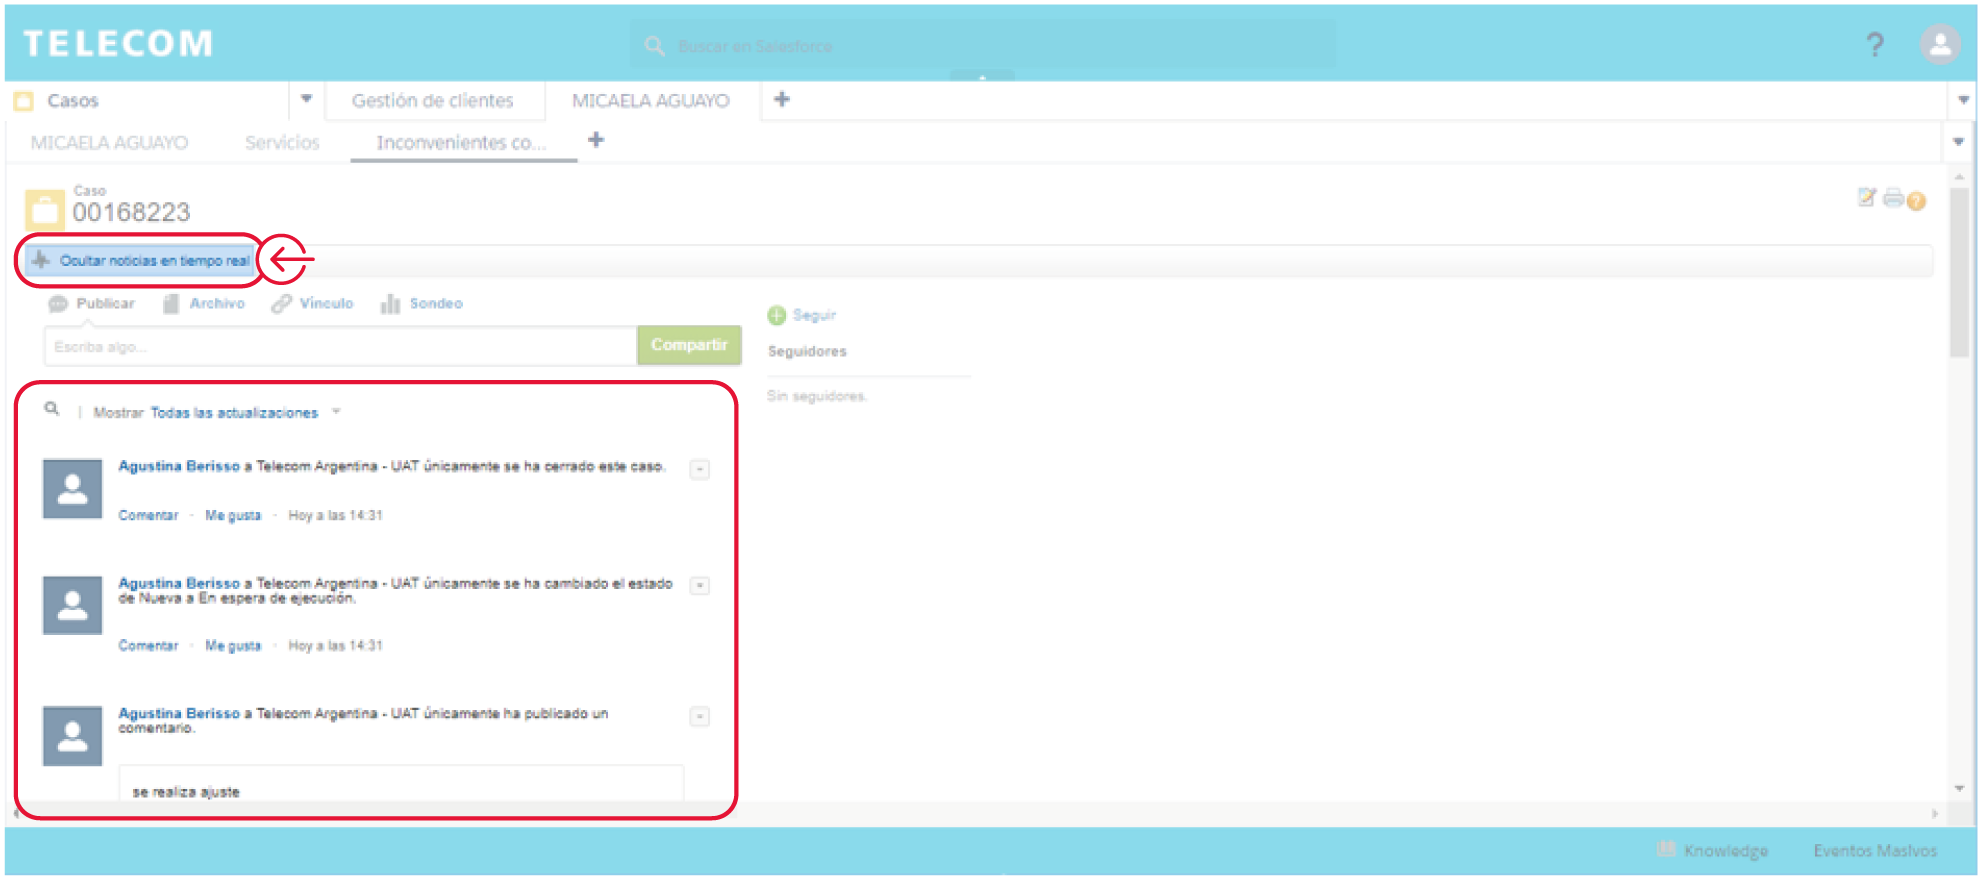 TELECOM
Buscar en Salesforce
?
Casos
Gestión de clientes
MICAELA AGUAYO
MICAELA AGUAYO
Servicios
Inconvenientes co...
Caso
00168223
Ocultar noticias en tiempo real
Publicar
Archivo
Vínculo
Sondeo
Seguir
Escriba algo...
Compartir
Seguidores
Sin seguidores.
Mostrar Todas las actualizaciones
Agustina Berisso a Telecom Argentina - UAT únicamente se ha cerrado este caso.
Comentar · Me gusta · Hoy a las 14:31
Agustina Berisso a Telecom Argentina - UAT únicamente se ha cambiado el estado
de Nueva a En espera de ejecución.
Comentar · Me gusta · Hoy a las 14:31
Agustina Berisso a Telecom Argentina - UAT únicamente ha publicado un
comentario.
se realiza ajuste
Knowledge
Eventos Masivos